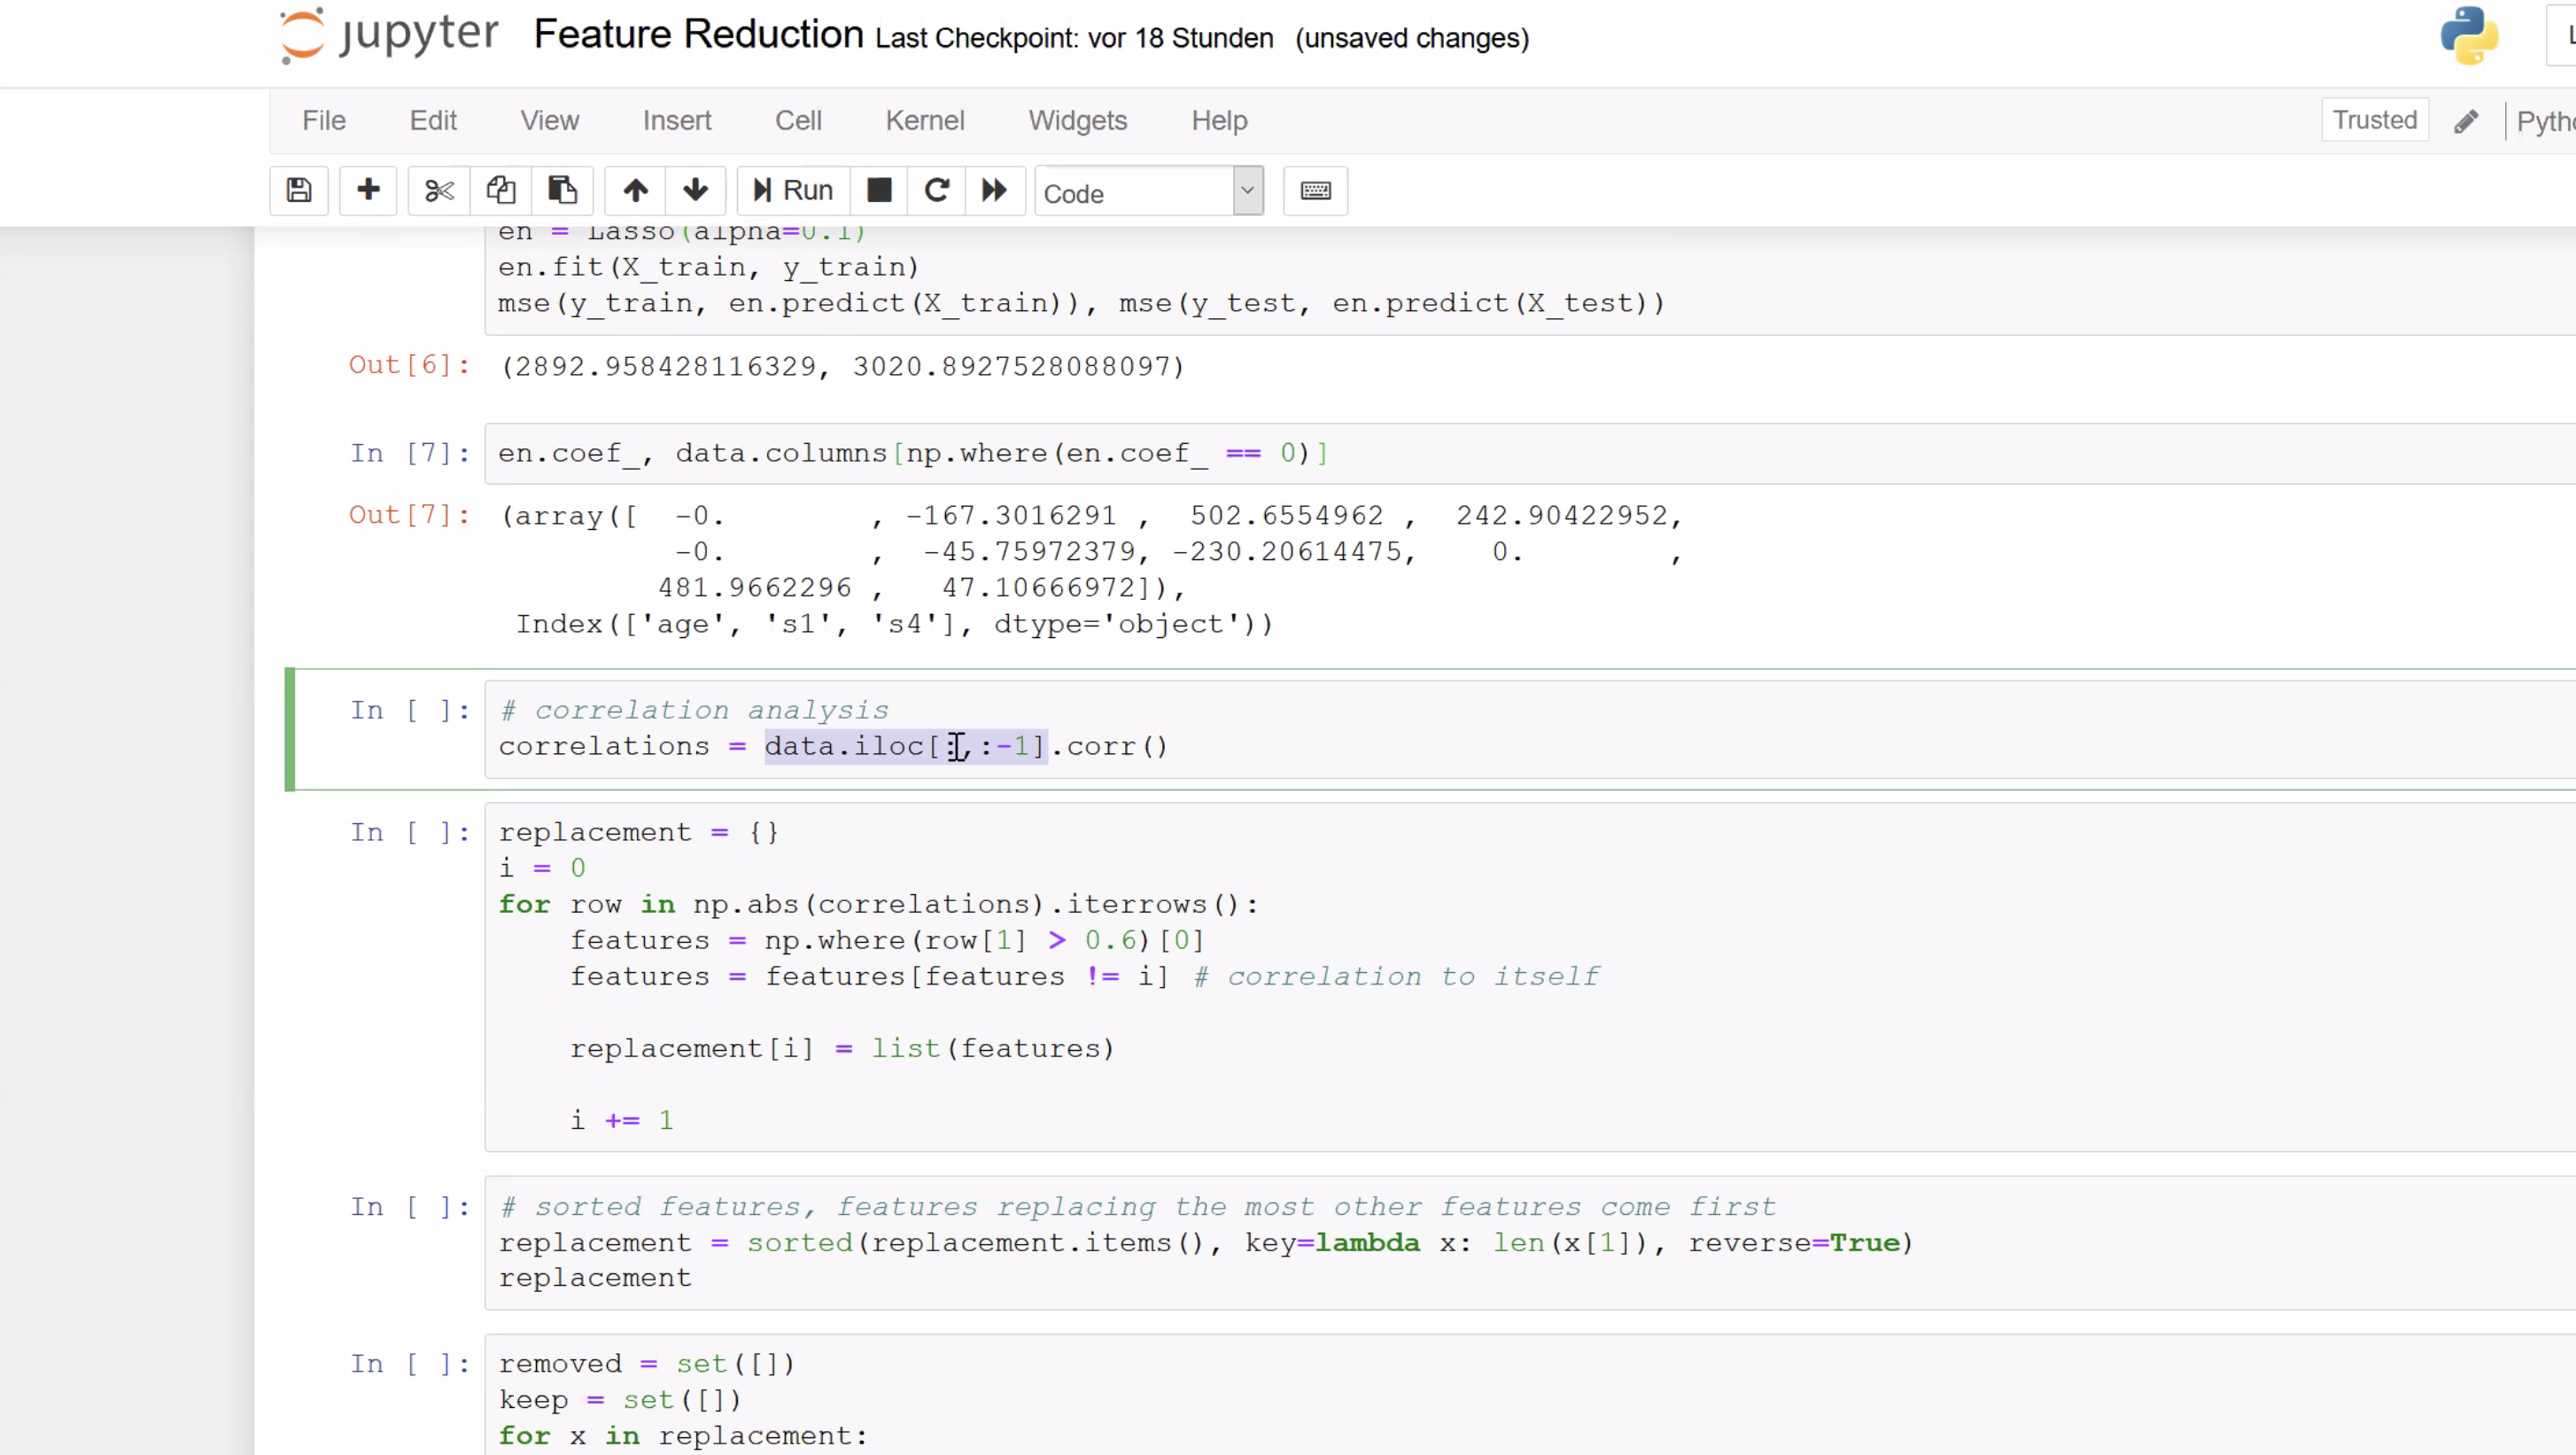 jupyter Feature Reduction Last Checkpoint: vor 18 Stunden (unsaved changes)
File Edit View Insert Cell Kernel Widgets Help Trusted
Run Code
en = Lasso(alpha=0.1)
en.fit(X_train, y_train)
mse(y_train, en.predict(X_train)), mse(y_test, en.predict(X_test))
Out[6]: (2892.958428116329, 3020.8927528088097)
In [7]: en.coef_, data.columns[np.where(en.coef_ == 0)]
Out[7]: (array([ -0. , -167.3016291 , 502.6554962 , 242.90422952,
-0. , -45.75972379, -230.20614475, 0. ,
481.9662296 , 47.10666972]),
Index(['age', 's1', 's4'], dtype='object'))
In [ ]: # correlation analysis
correlations = data.iloc[:,:-1].corr()
In [ ]: replacement = {}
i = 0
for row in np.abs(correlations).iterrows():
features = np.where(row[1] > 0.6)[0]
features = features[features != i] # correlation to itself
replacement[i] = list(features)
i += 1
In [ ]: # sorted features, features replacing the most other features come first
replacement = sorted(replacement.items(), key=lambda x: len(x[1]), reverse=True)
replacement
In [ ]: removed = set([])
keep = set([])
for x in replacement: